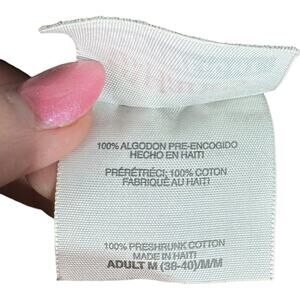 100% ALGODON PRE-ENCOGIDO
HECHO EN HAITI
PRÉRÉTRÉCI; 100% COTON
FABRIQUÉ AU HAÏTI
100% PRESHRUNK COTTON
MADE IN HAITI
ADULT M (38-40)/M/M